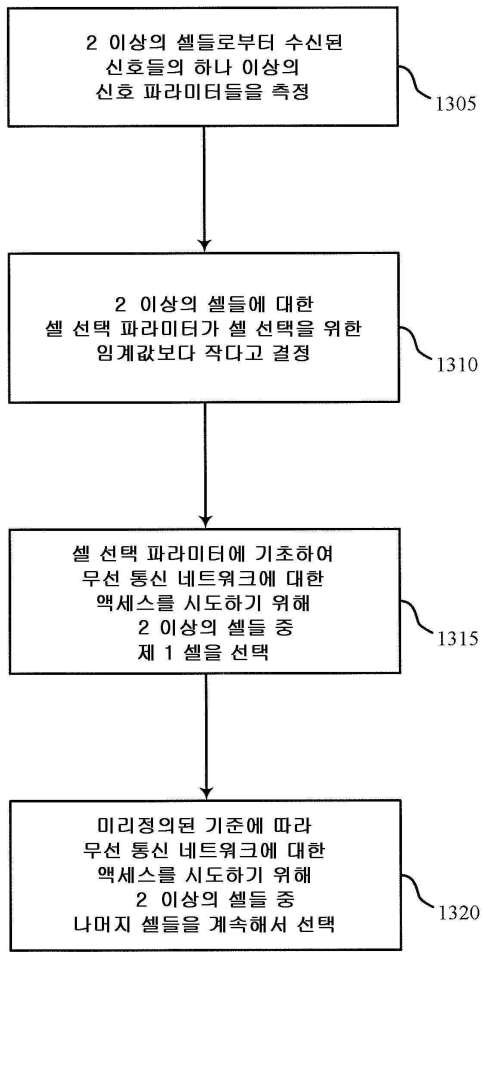 2 이상의 셀들로부터 수신된
신호들의 하나 이상의
신호 파라미터들을 측정
1305
2 이상의 셀들에 대한
셀 선택 파라미터가 셀 선택을 위한
임계값보다 작다고 결정
1310
셀 선택 파라미터에 기초하여
무선 통신 네트워크에 대한
액세스를 시도하기 위해
2 이상의 셀들 중
제 1 셀을 선택
1315
미리정의된 기준에 따라
무선 통신 네트워크에 대한
액세스를 시도하기 위해
2 이상의 셀들 중
나머지 셀들을 계속해서 선택
1320